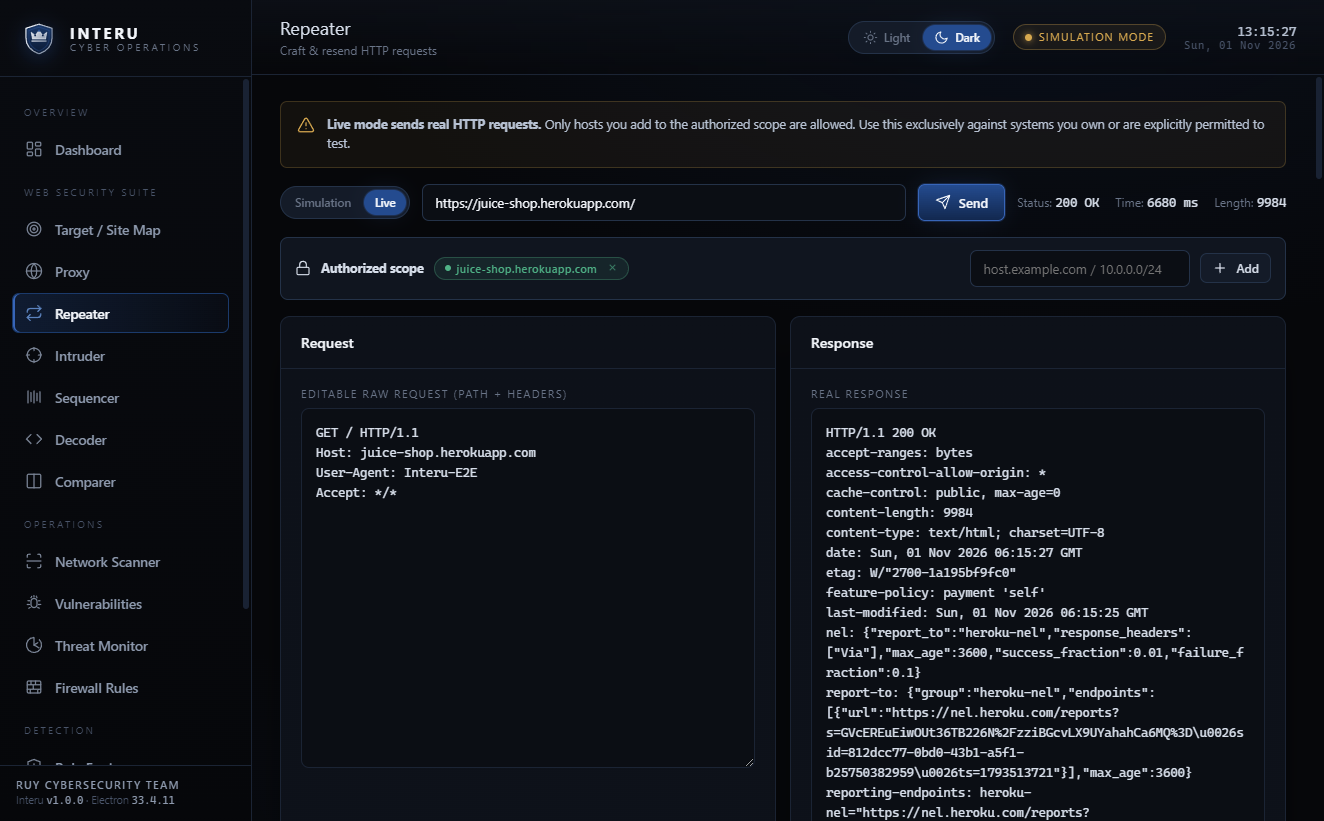 INTERU
CYBER OPERATIONS
OVERVIEW
Dashboard
WEB SECURITY SUITE
Target / Site Map
Proxy
Repeater
Intruder
Sequencer
Decoder
Comparer
OPERATIONS
Network Scanner
Vulnerabilities
Threat Monitor
Firewall Rules
DETECTION
RUY CYBERSECURITY TEAM
Interu v1.0.0 · Electron 33.4.11
Repeater
Craft & resend HTTP requests
Light
Dark
SIMULATION MODE
13:15:27
Sun, 01 Nov 2026
Live mode sends real HTTP requests. Only hosts you add to the authorized scope are allowed. Use this exclusively against systems you own or are explicitly permitted to
test.
Simulation
Live
https://juice-shop.herokuapp.com/
Send
Status: 200 OK
Time: 6680 ms
Length: 9984
Authorized scope
juice-shop.herokuapp.com ×
host.example.com / 10.0.0.0/24
+ Add
Request
EDITABLE RAW REQUEST (PATH + HEADERS)
GET / HTTP/1.1
Host: juice-shop.herokuapp.com
User-Agent: Interu-E2E
Accept: */*
Response
REAL RESPONSE
HTTP/1.1 200 OK
accept-ranges: bytes
access-control-allow-origin: *
cache-control: public, max-age=0
content-length: 9984
content-type: text/html; charset=UTF-8
date: Sun, 01 Nov 2026 06:15:27 GMT
etag: W/"2700-1a195bf9fc0"
feature-policy: payment 'self'
last-modified: Sun, 01 Nov 2026 06:15:25 GMT
nel: {"report_to":"heroku-nel","response_headers":
["Via"],"max_age":3600,"success_fraction":0.01,"failure_f
raction":0.1}
report-to: {"group":"heroku-nel","endpoints":
[{"url":"https://nel.heroku.com/reports?
s=GVcEREuEiwOUt36TB226N%2FzziBGcvLX9UYahahCa6MQ%3D\u0026s
id=812dcc77-0bd0-43b1-a5f1-
b25750382959\u0026ts=1793513721"}],"max_age":3600}
reporting-endpoints: heroku-
nel="https://nel.heroku.com/reports?